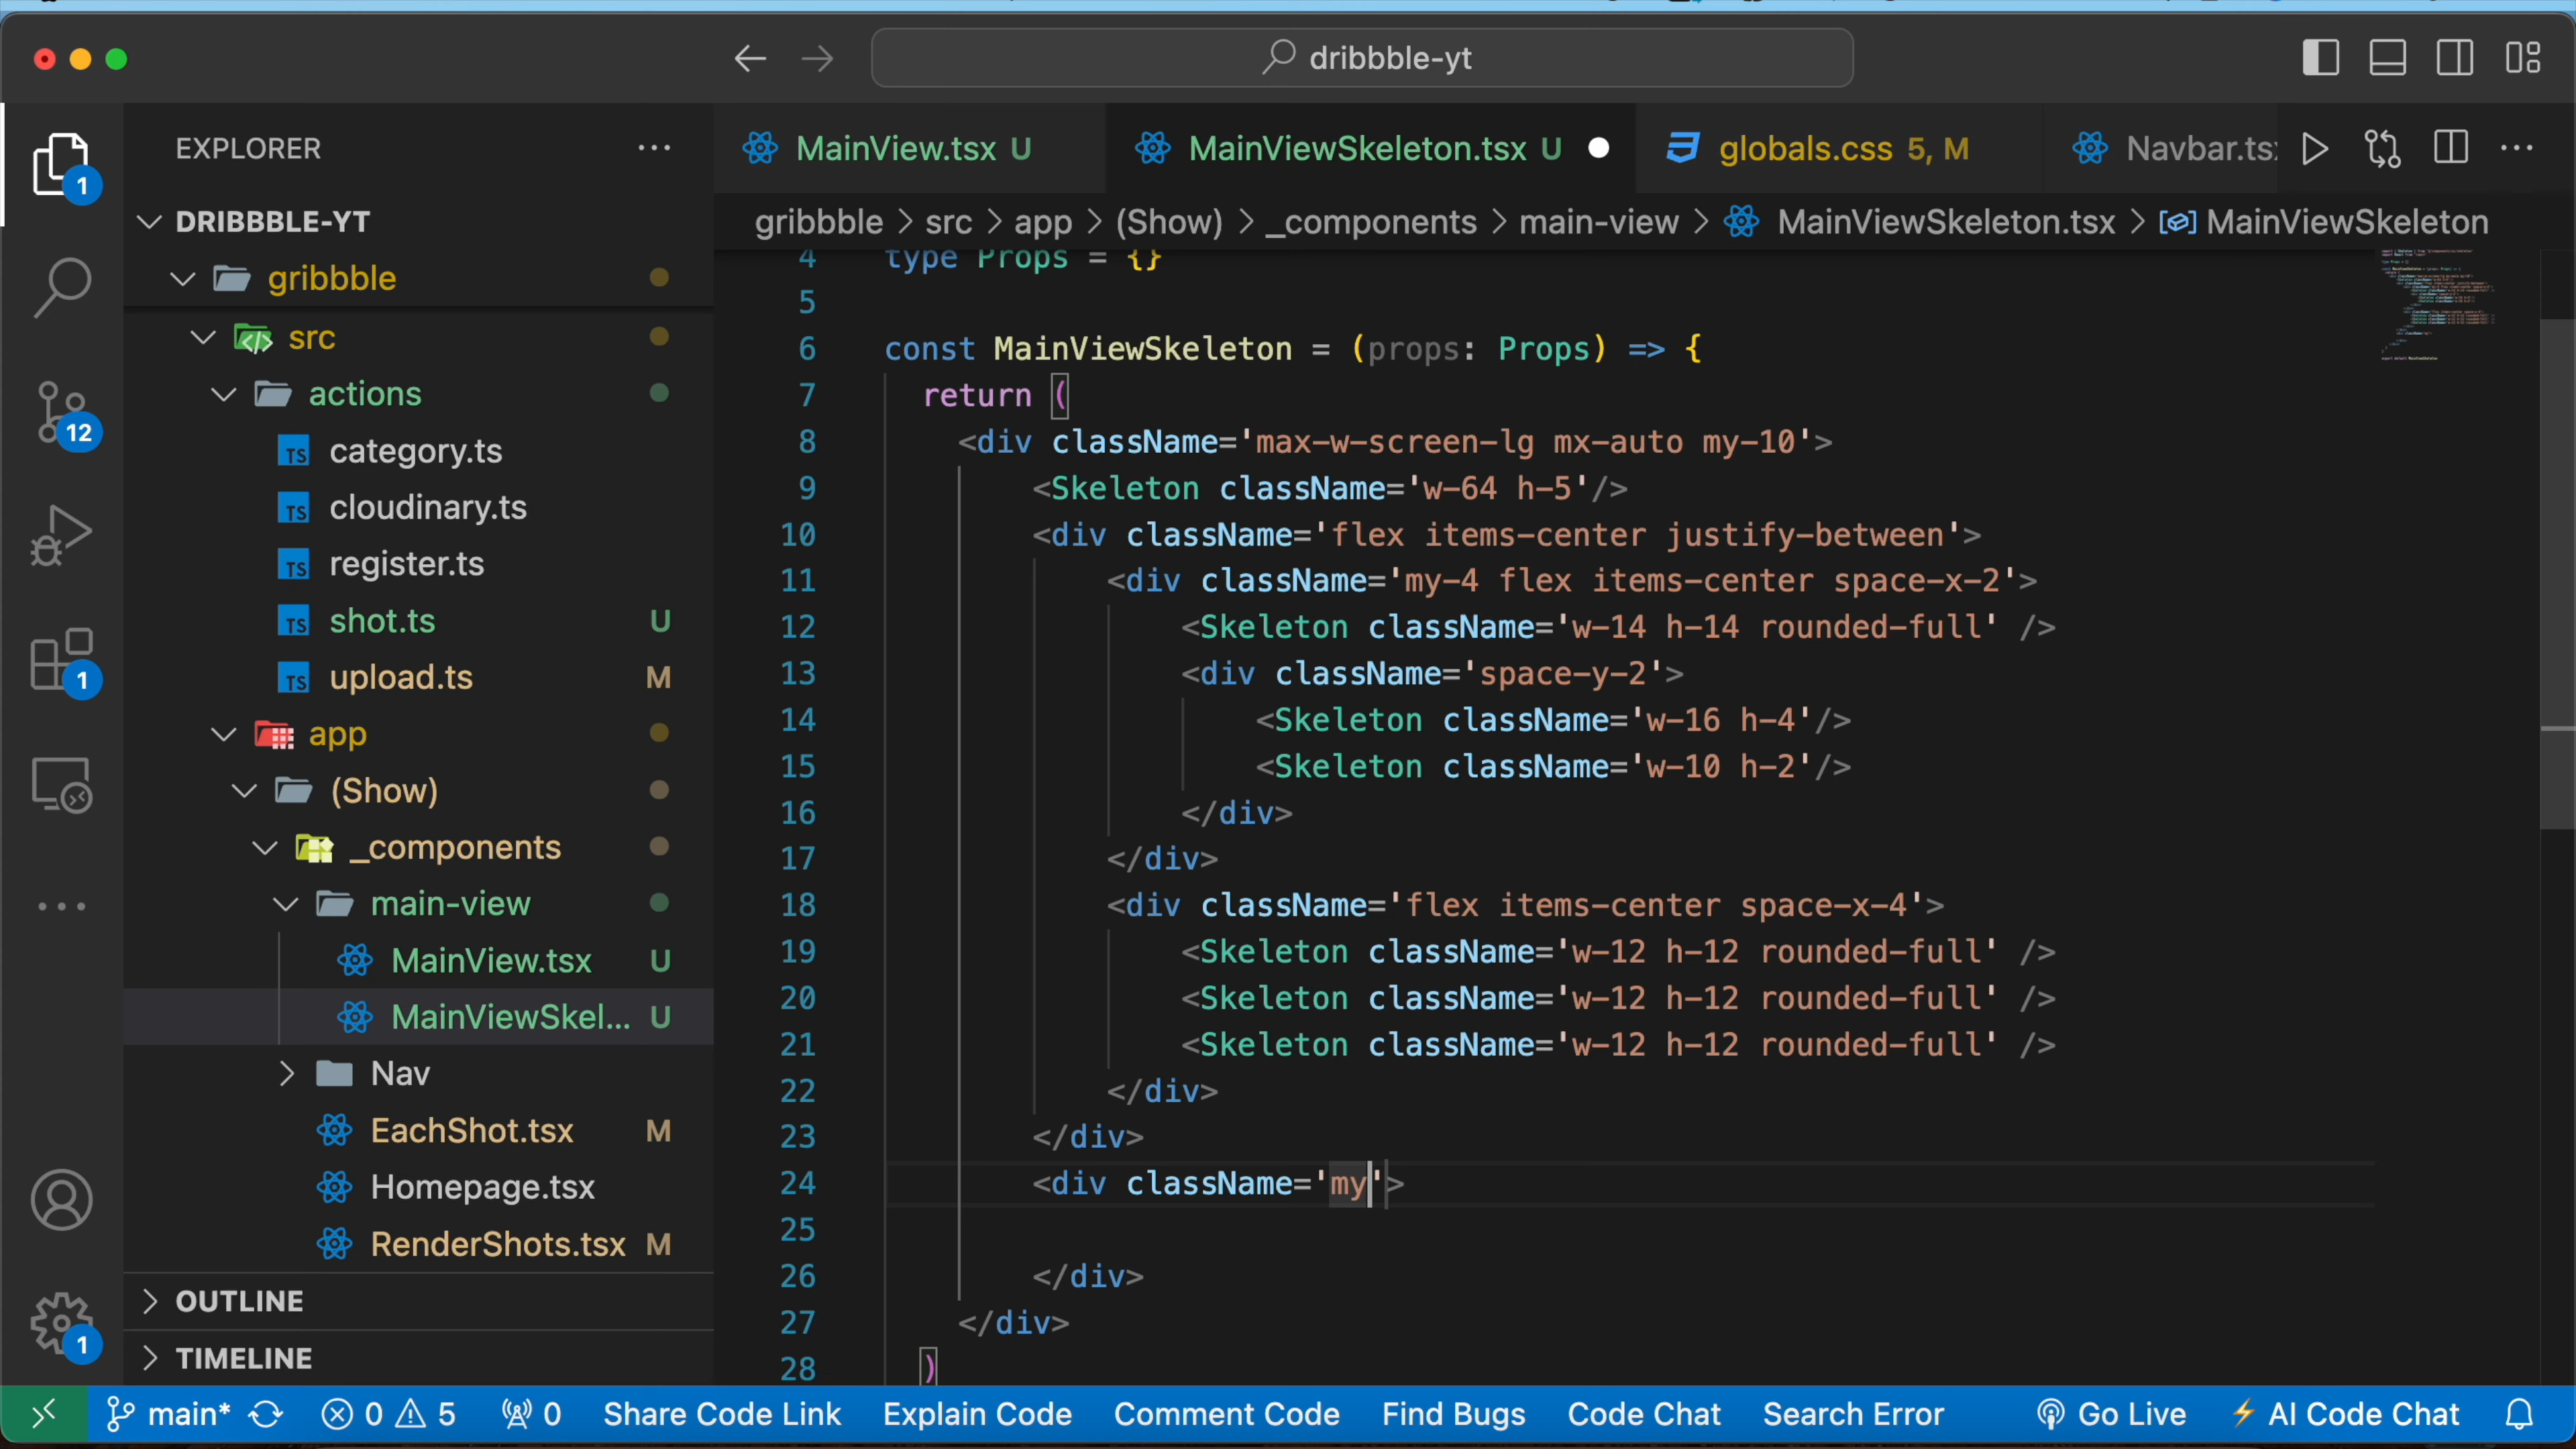 dribbble-yt
EXPLORER
MainView.tsx U
MainViewSkeleton.tsx U
globals.css 5, M
Navbar.ts
1
DRIBBBLE-YT
gribbble > src > app > (Show) > _components > main-view > MainViewSkeleton.tsx > MainViewSkeleton
gribbble
src
actions
12
category.ts
cloudinary.ts
register.ts
shot.ts U
1
upload.ts M
app
(Show)
_components
main-view
MainView.tsx U
MainViewSkel... U
Nav
EachShot.tsx M
Homepage.tsx
RenderShots.tsx M
OUTLINE
1
TIMELINE
4 type Props = {}
5
6 const MainViewSkeleton = (props: Props) => {
7 return (
8 <div className='max-w-screen-lg mx-auto my-10'>
9 <Skeleton className='w-64 h-5'/>
10 <div className='flex items-center justify-between'>
11 <div className='my-4 flex items-center space-x-2'>
12 <Skeleton className='w-14 h-14 rounded-full' />
13 <div className='space-y-2'>
14 <Skeleton className='w-16 h-4'/>
15 <Skeleton className='w-10 h-2'/>
16 </div>
17 </div>
18 <div className='flex items-center space-x-4'>
19 <Skeleton className='w-12 h-12 rounded-full' />
20 <Skeleton className='w-12 h-12 rounded-full' />
21 <Skeleton className='w-12 h-12 rounded-full' />
22 </div>
23 </div>
24 <div className='my'>
25
26 </div>
27 </div>
28 )
main* 0 5 0 Share Code Link Explain Code Comment Code Find Bugs Code Chat Search Error Go Live AI Code Chat